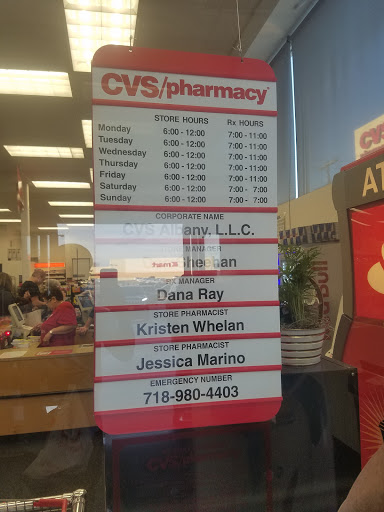 CVS/pharmacy
STORE HOURS Rx HOURS
Monday 6:00 - 12:00 7:00 - 11:00
Tuesday 6:00 - 12:00 7:00 - 11:00
Wednesday 6:00 - 12:00 7:00 - 11:00
Thursday 6:00 - 12:00 7:00 - 11:00
Friday 6:00 - 12:00 7:00 - 11:00
Saturday 6:00 - 12:00 7:00 - 7:00
Sunday 6:00 - 12:00 7:00 - 7:00
CORPORATE NAME
CVS Albany, L.L.C.
MANAGER
Kmart
MANAGER
Dana Ray
STORE PHARMACIST
Kristen Whelan
STORE PHARMACIST
Jessica Marino
EMERGENCY NUMBER
718-980-4403
CVS